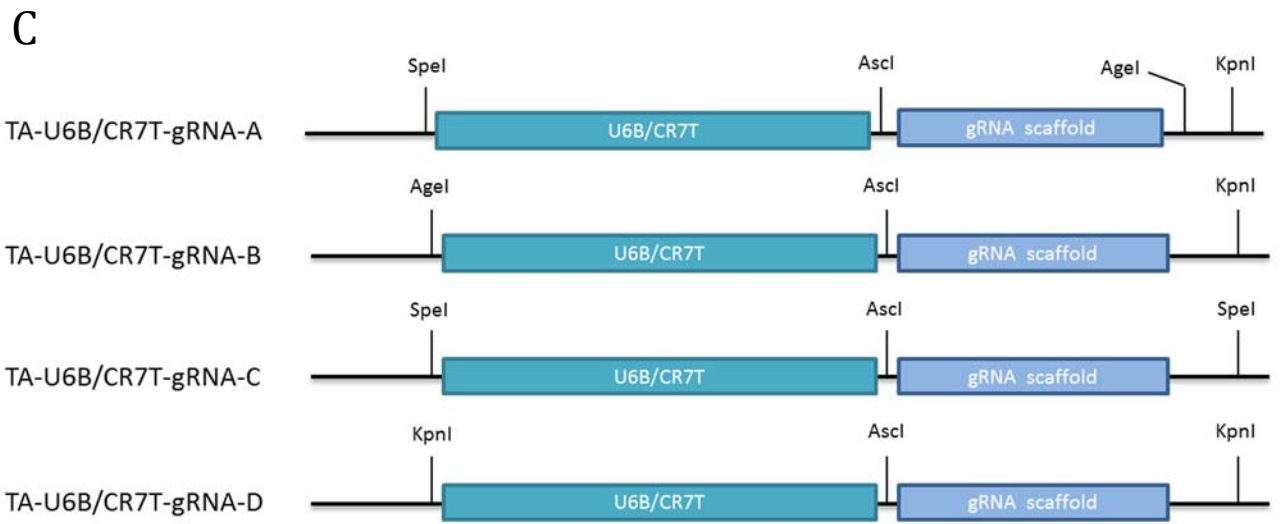 C
SpeI AscI AgeI KpnI
TA-U6B/CR7T-gRNA-A U6B/CR7T gRNA scaffold
AgeI AscI KpnI
TA-U6B/CR7T-gRNA-B U6B/CR7T gRNA scaffold
SpeI AscI SpeI
TA-U6B/CR7T-gRNA-C U6B/CR7T gRNA scaffold
KpnI AscI KpnI
TA-U6B/CR7T-gRNA-D U6B/CR7T gRNA scaffold